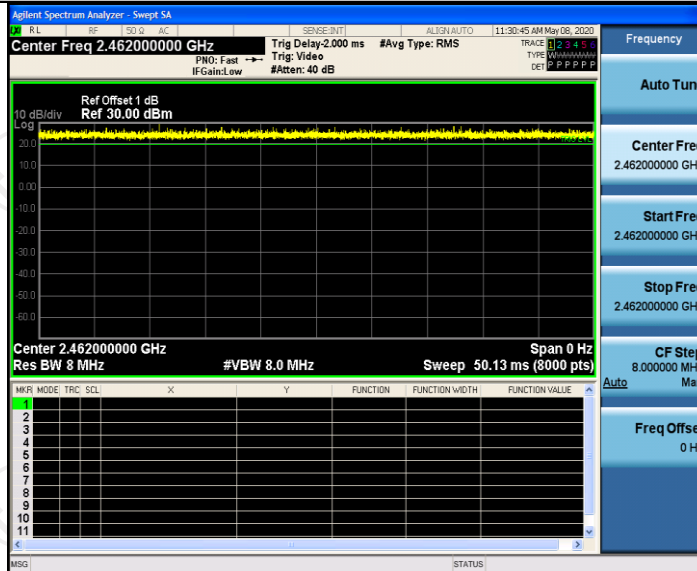 Agilent Spectrum Analyzer - Swept SA
RL RF 50 Ω AC SENSE:INT ALIGN AUTO 11:30:45 AM May 08, 2020
Center Freq 2.462000000 GHz Trig Delay-2.000 ms #Avg Type: RMS TRACE 1 2 3 4 5 6
PNO: Fast Trig: Video TYPE
IFGain:Low #Atten: 40 dB DET P P P P P P
Frequency
Auto Tun
Ref Offset 1 dB
10 dB/div Ref 30.00 dBm
Log
20.0
10.0
0.00
-10.0
-20.0
-30.0
-40.0
-50.0
-60.0
Center 2.462000000 GHz Span 0 Hz
Res BW 8 MHz #VBW 8.0 MHz Sweep 50.13 ms (8000 pts)
Center Fre
2.462000000 GH
Start Fre
2.462000000 GH
Stop Fre
2.462000000 GH
CF Step
8.000000 MH
Auto Ma
Freq Offse
0 H
MKR MODE TRC SCL X Y FUNCTION FUNCTION WIDTH FUNCTION VALUE
1
2
3
4
5
6
7
8
9
10
11
MSG STATUS